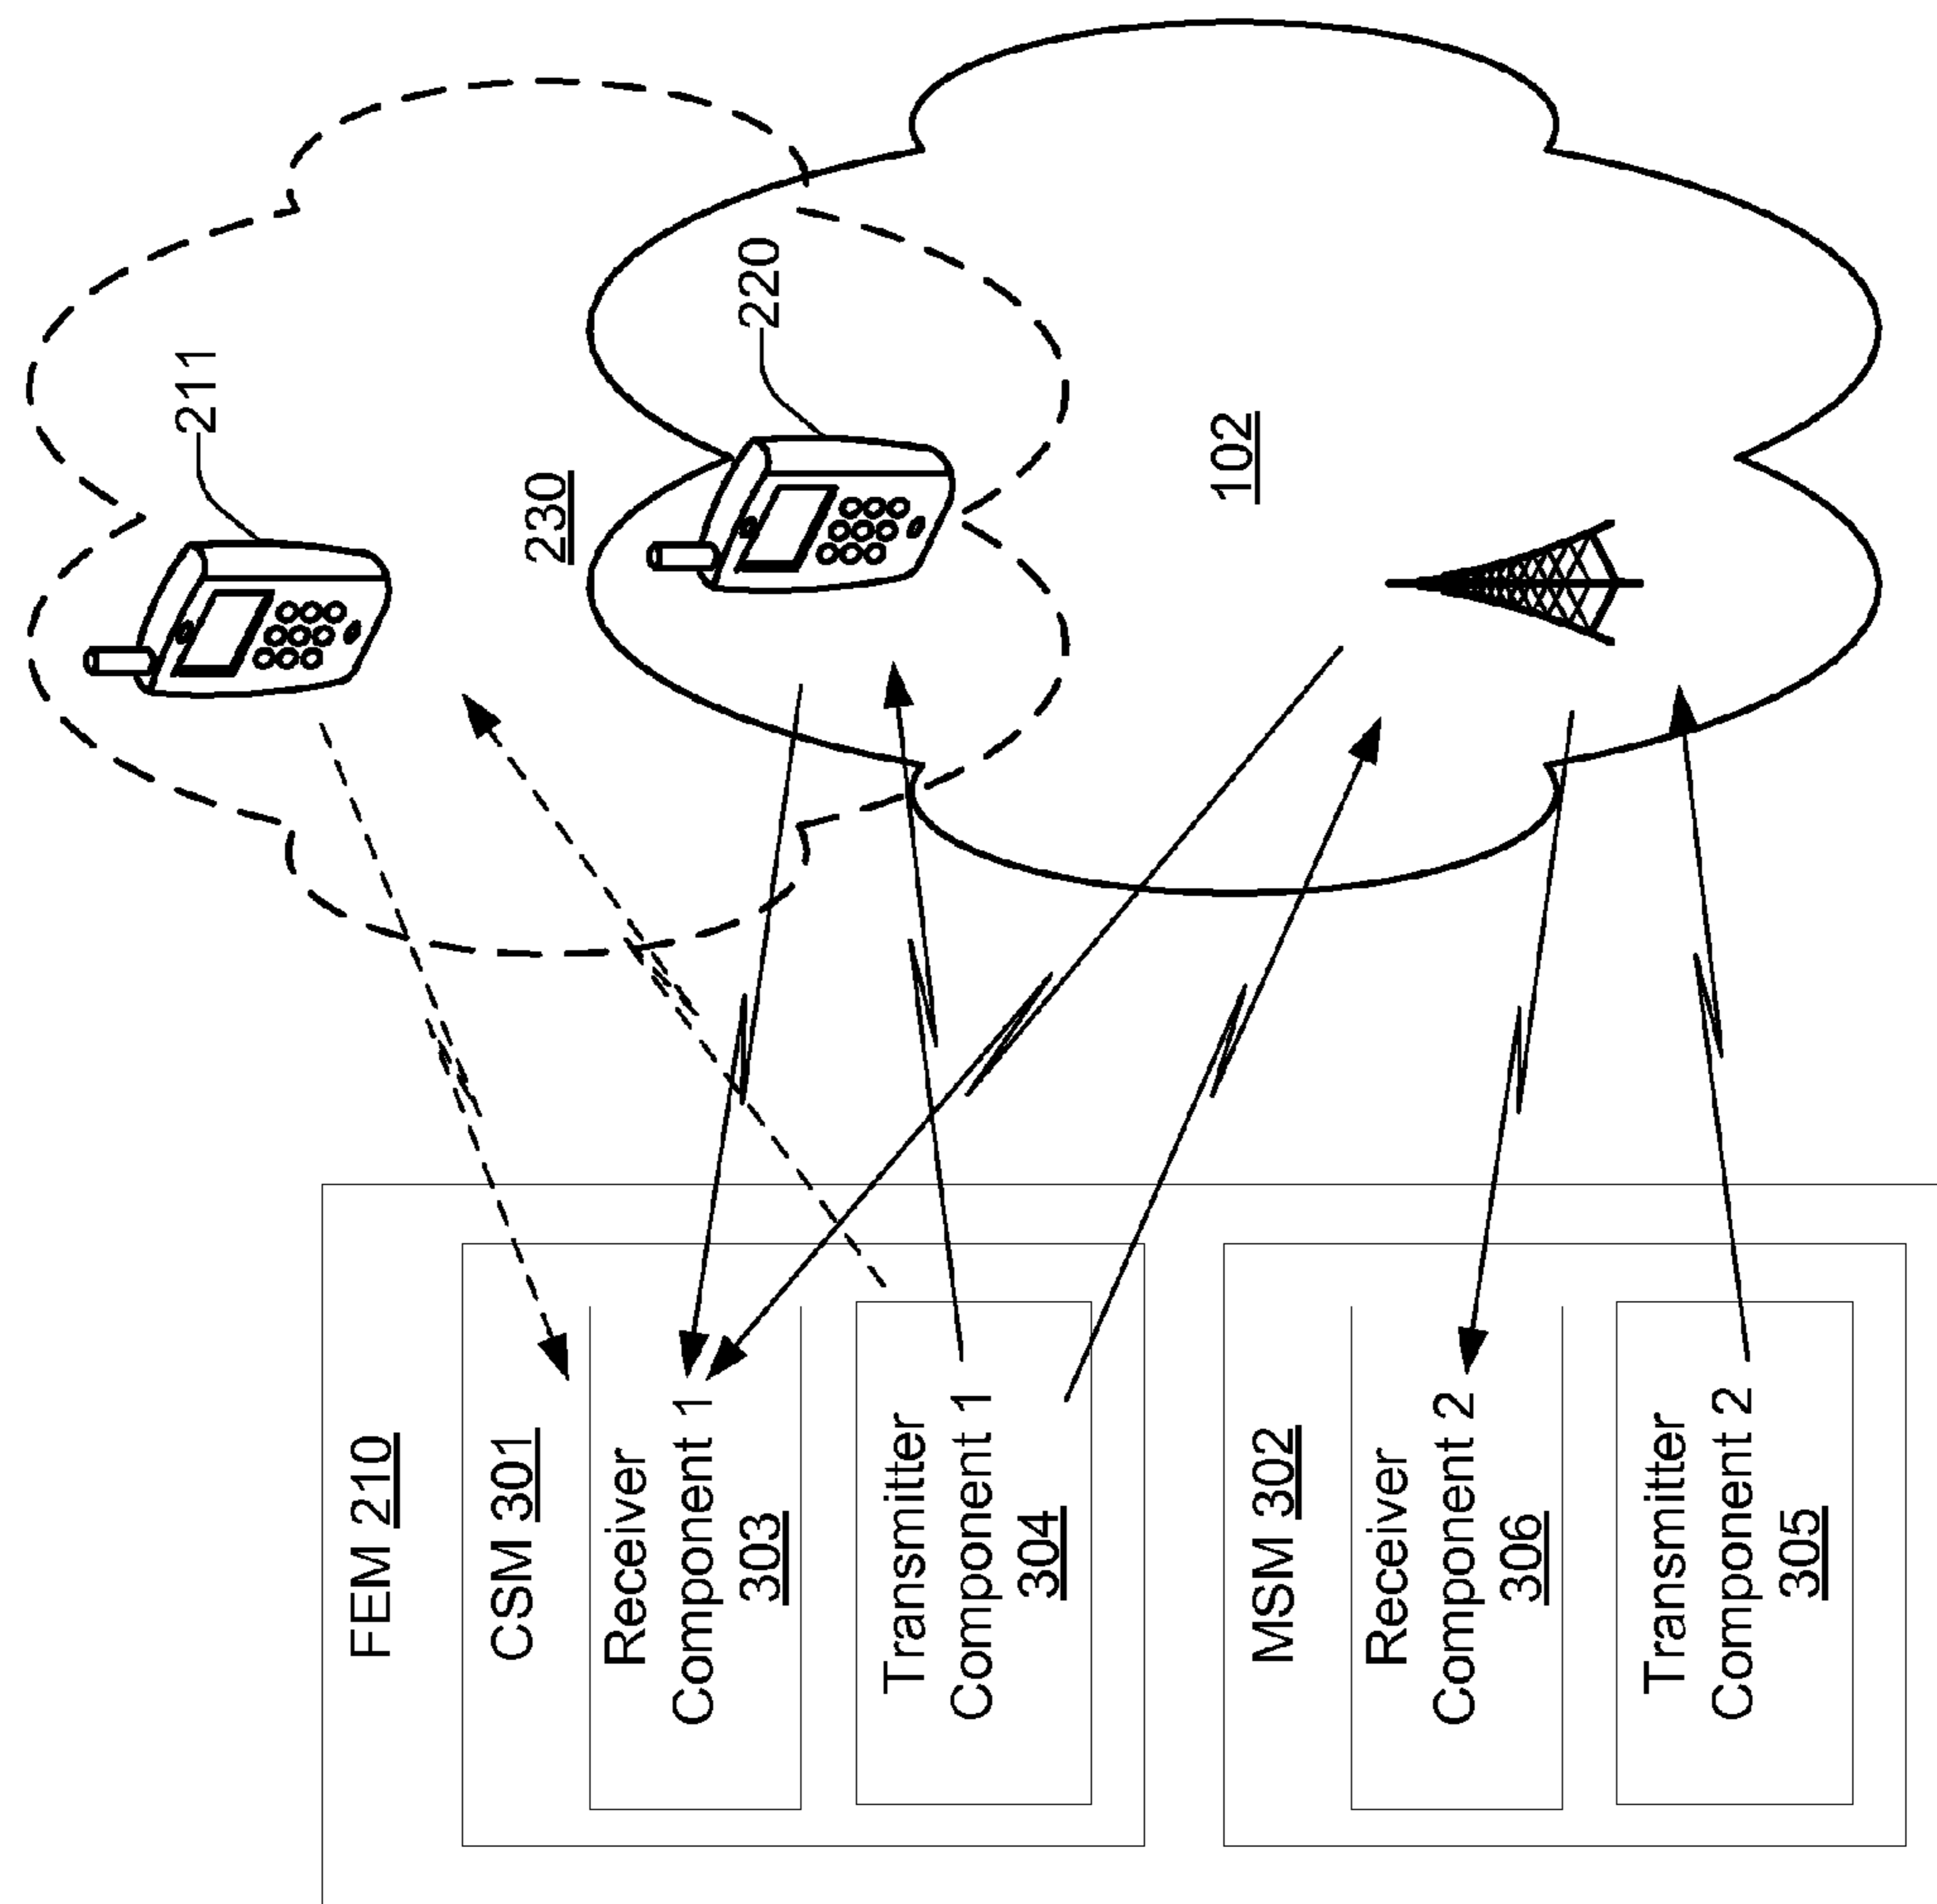 FEM 210
CSM 301
Receiver
Component 1
303
Transmitter
Component 1
304
MSM 302
Receiver
Component 2
306
Transmitter
Component 2
305
211
230
220
102